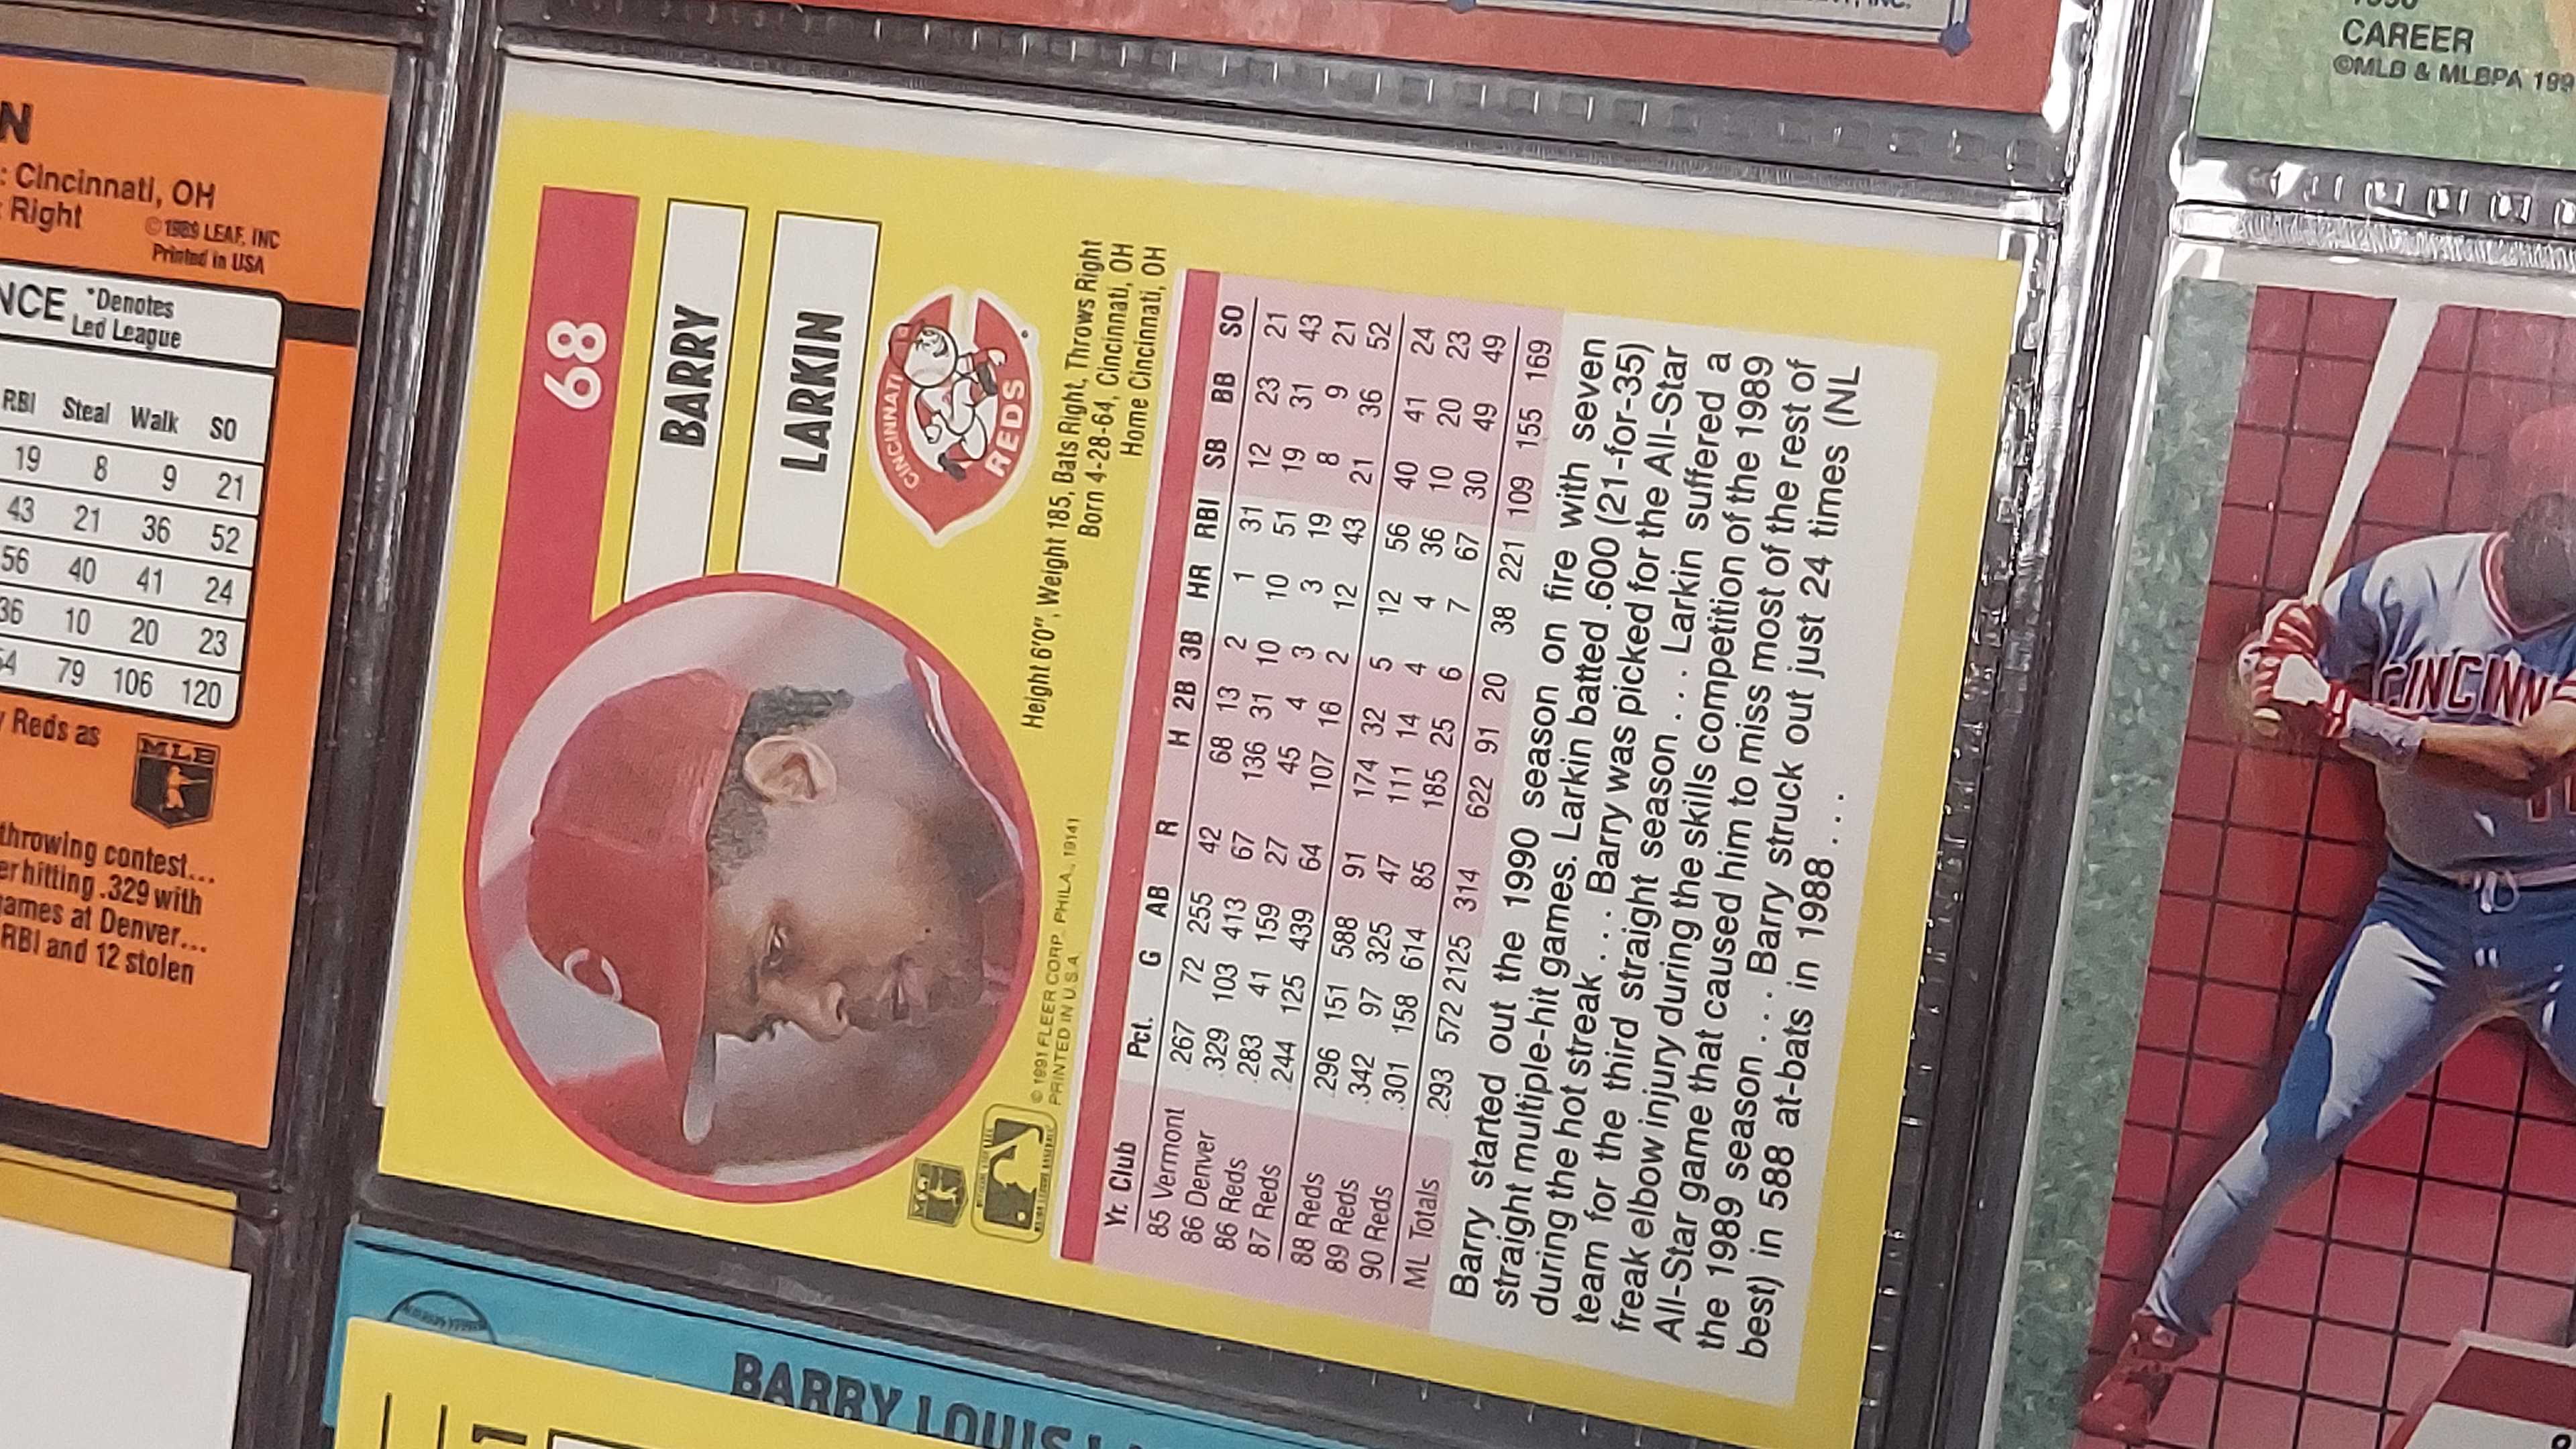 68
BARRY
LARKIN
CINCINNATI
REDS
Height 6'0", Weight 185, Bats Right, Throws Right
Born 4-28-64, Cincinnati, OH
Home Cincinnati, OH
© 1991 FLEER CORP. PHILA., 19141
PRINTED IN U.S.A.
Yr. Club Pct. G AB R H 2B 3B HR RBI SB BB SO
85 Vermont .267 72 255 42 68 13 2 1 31 12 23 21
86 Denver .329 103 413 67 136 31 10 10 51 19 31 43
86 Reds .283 41 159 27 45 4 3 3 19 8 9 21
87 Reds .244 125 439 64 107 16 2 12 43 21 36 52
88 Reds .296 151 588 91 174 32 5 12 56 40 41 24
89 Reds .342 97 325 47 111 14 4 4 36 10 20 23
90 Reds .301 158 614 85 185 25 6 7 67 30 49 49
ML Totals .293 572 2125 314 622 91 20 38 221 109 155 169
Barry started out the 1990 season on fire with seven
straight multiple-hit games. Larkin batted .600 (21-for-35)
during the hot streak . . . Barry was picked for the All-Star
team for the third straight season . . . Larkin suffered a
freak elbow injury during the skills competition of the 1989
All-Star game that caused him to miss most of the rest of
the 1989 season . . . Barry struck out just 24 times (NL
best) in 588 at-bats in 1988 . . .
N
: Cincinnati, OH
: Right
©1989 LEAF, INC
Printed in USA
NCE *Denotes
Led League
RBI Steal Walk SO
19 8 9 21
43 21 36 52
56 40 41 24
36 10 20 23
54 79 106 120
Reds as
MLB
throwing contest...
er hitting .329 with
ames at Denver...
RBI and 12 stolen
BARRY LOUIS
1
INC.
1990
CAREER
©MLB & MLBPA 199
CINCINN